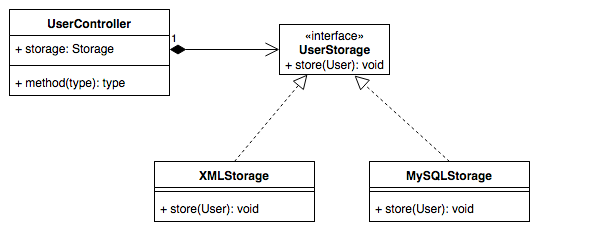 UserController
+ storage: Storage
+ method(type): type
1
«interface»
UserStorage
+ store(User): void
XMLStorage
+ store(User): void
MySQLStorage
+ store(User): void